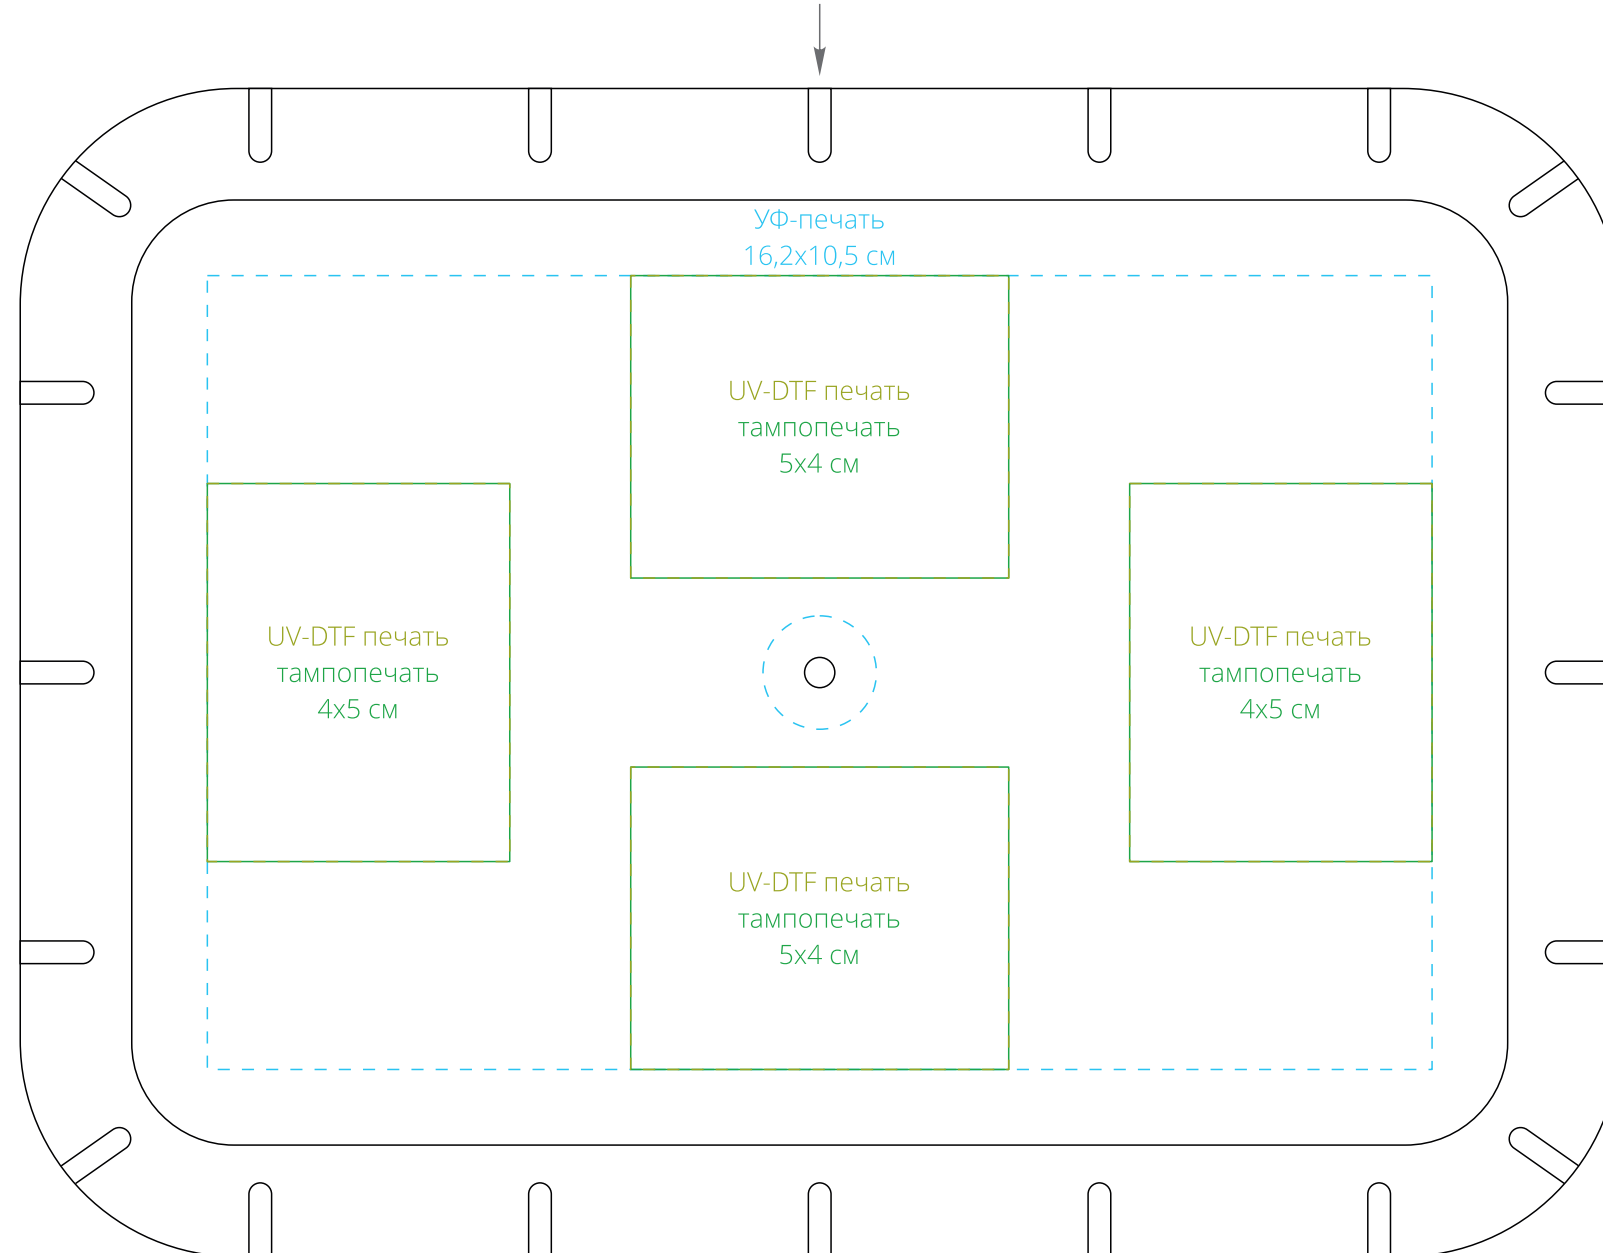 УФ-печать
16,2x10,5 см
UV-DTF печать
тампопечать
5x4 см
UV-DTF печать
тампопечать
4x5 см
UV-DTF печать
тампопечать
4x5 см
UV-DTF печать
тампопечать
5x4 см